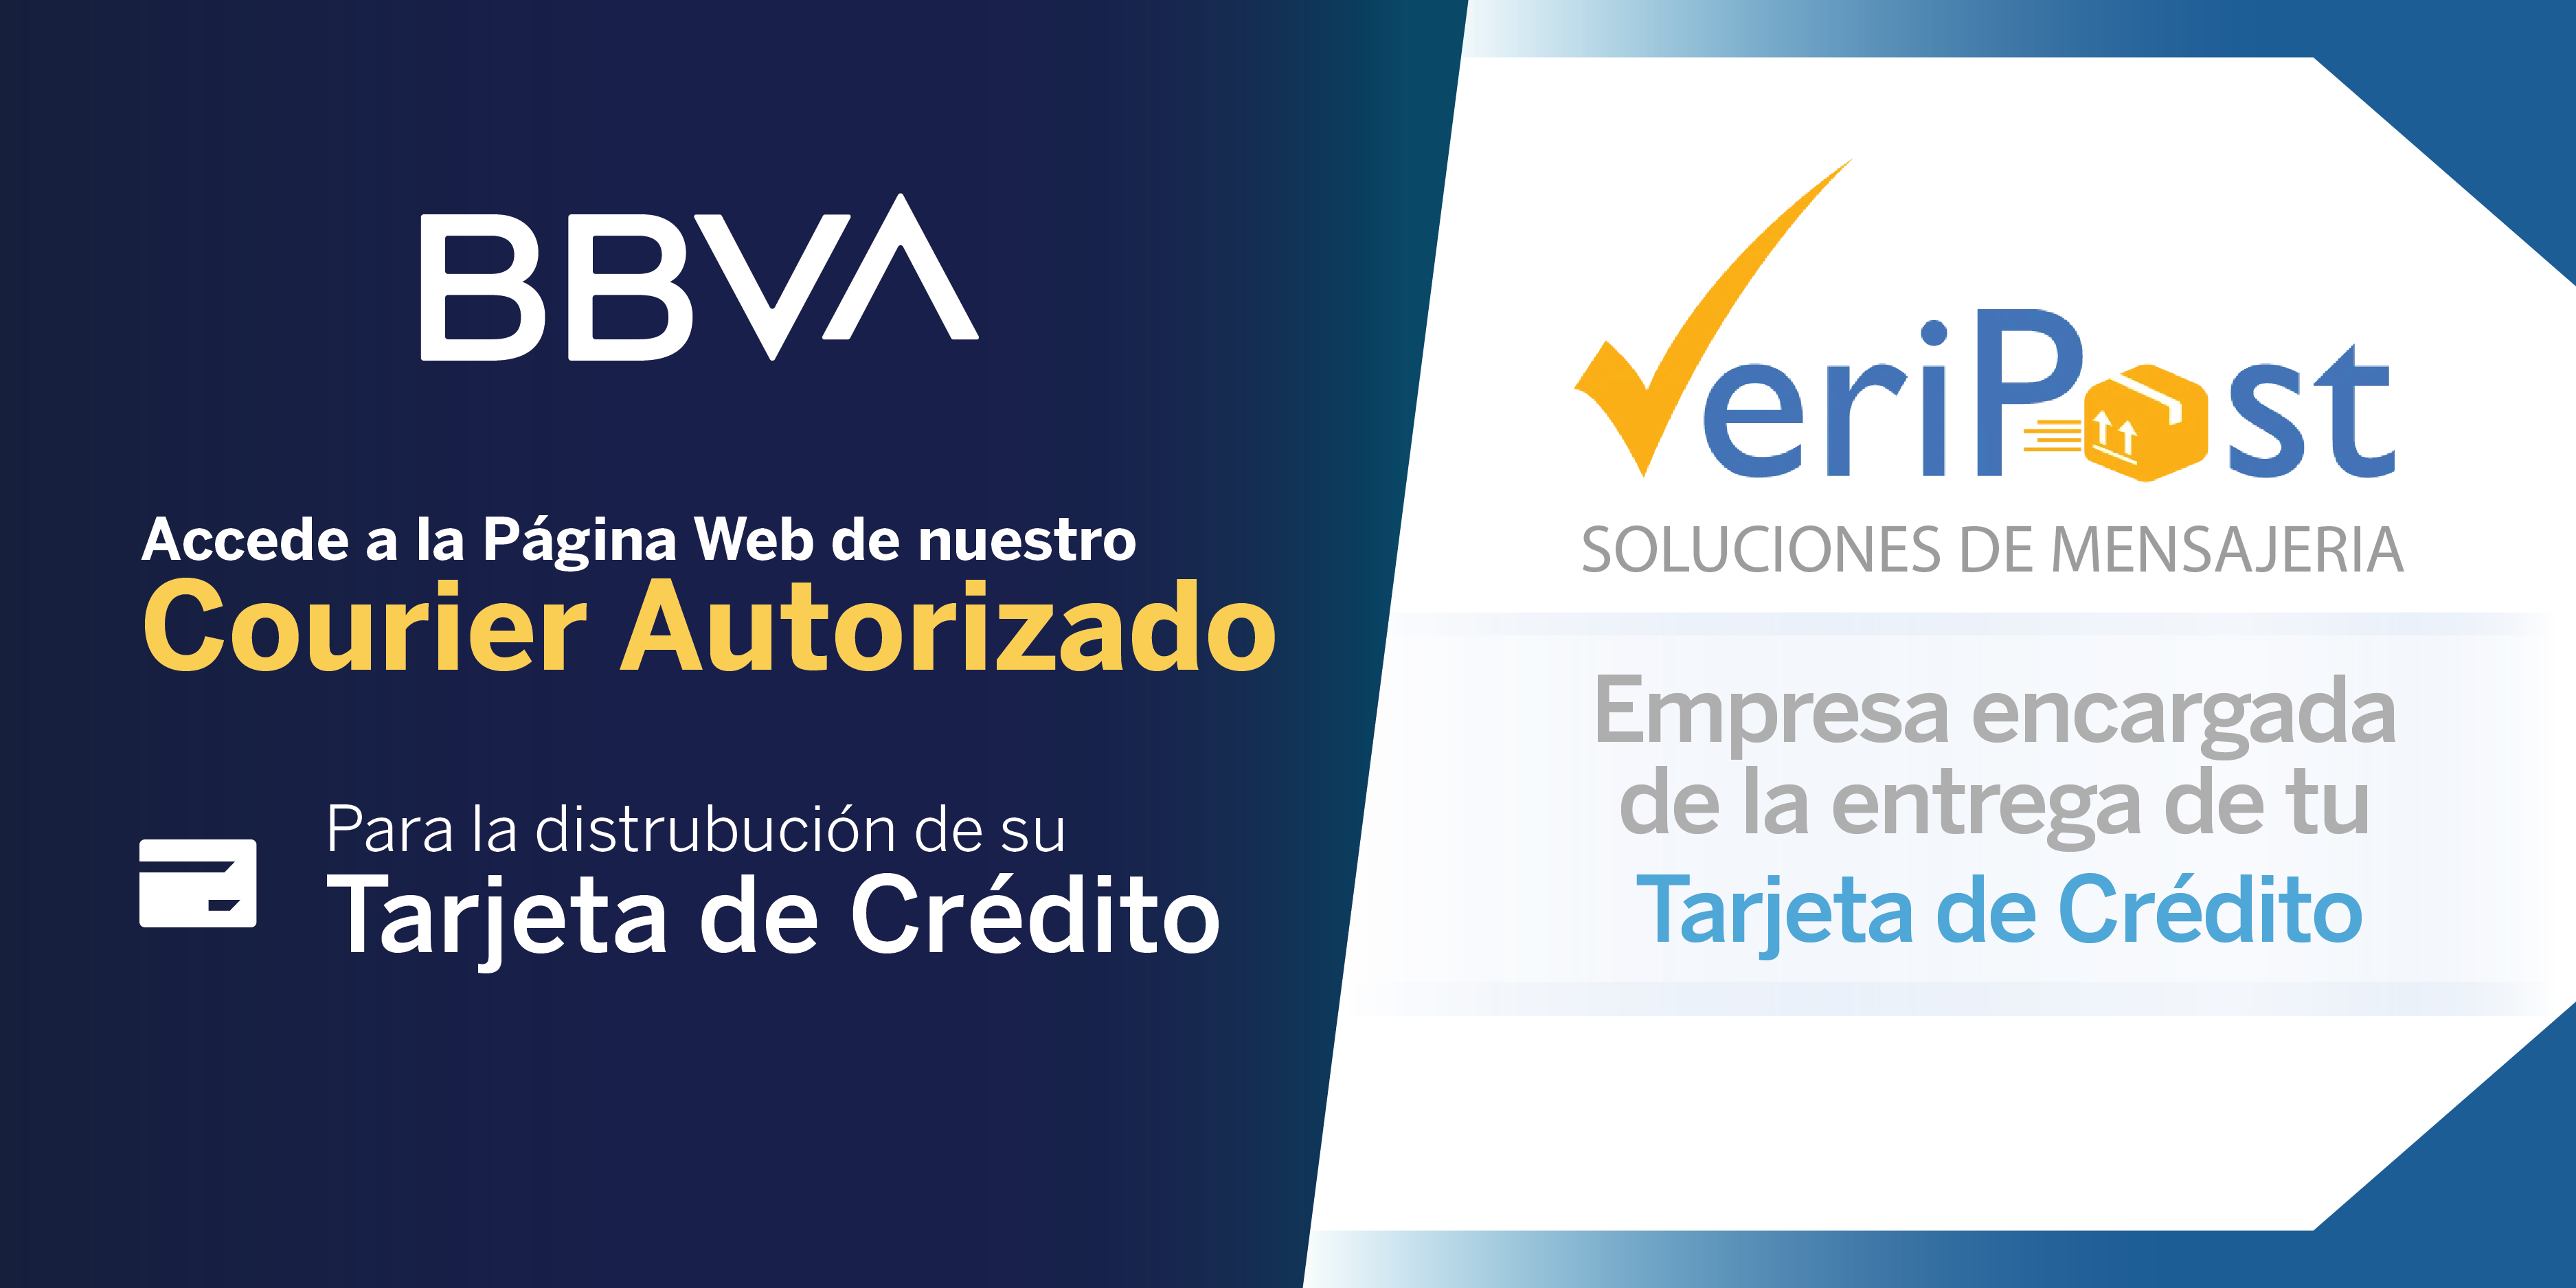 BBVA
Accede a la Página Web de nuestro
Courier Autorizado
Para la distrubución de su
Tarjeta de Crédito
VeriPost
SOLUCIONES DE MENSAJERIA
Empresa encargada
de la entrega de tu
Tarjeta de Crédito